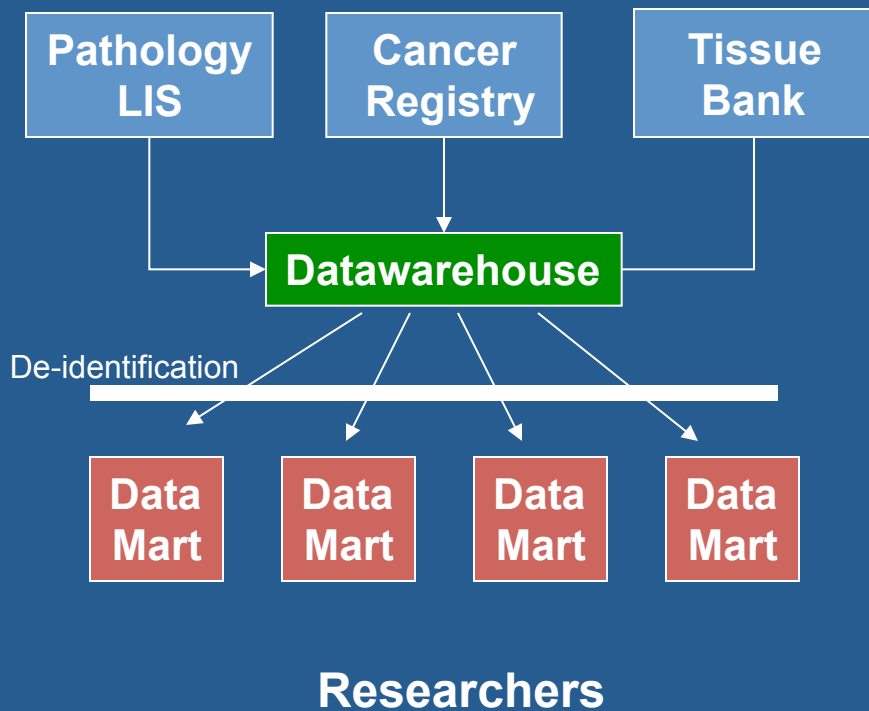 Pathology
LIS
Cancer
Registry
Tissue
Bank
Datawarehouse
De-identification
Data
Mart
Data
Mart
Data
Mart
Data
Mart
Researchers